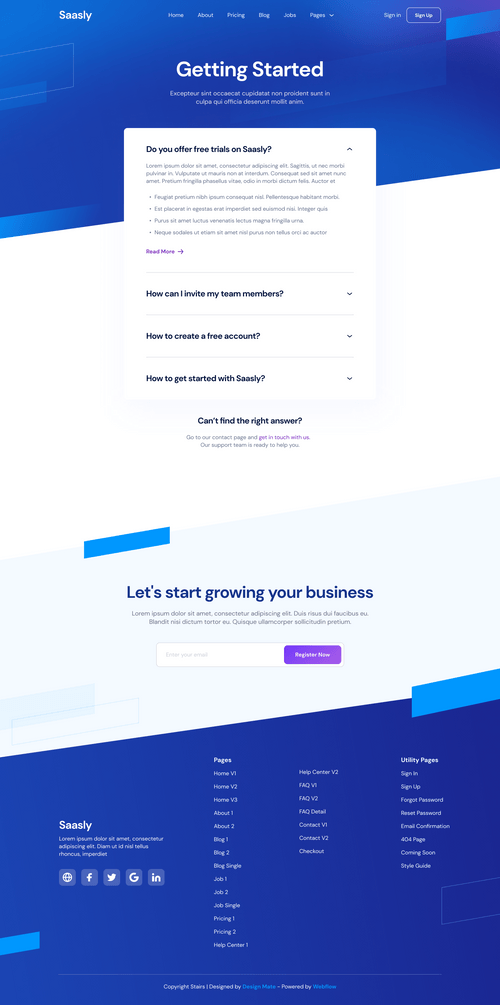 Saasly
Home About Pricing Blog Jobs Pages Sign in Sign Up
Getting Started
Excepteur sint occaecat cupidatat non proident sunt in
culpa qui officia deserunt mollit anim.
Do you offer free trials on Saasly?
Lorem ipsum dolor sit amet, consectetur adipiscing elit. Sagittis, ut nec morbi
pulvinar in. Vulputate ut mauris non at interdum. Consequat sed sit amet nunc
amet. Pretium fringilla phasellus vitae; odio in morbi dictum felis. Auctor et
• Feugiat pretium nibh ipsum consequat nisl. Pellentesque habitant morbi.
• Est placerat in egestas erat imperdiet sed euismod nisi. Integer quis
• Purus sit amet luctus venenatis lectus magna fringilla urna.
• Neque sodales ut etiam sit amet nisl purus non tellus orci ac auctor
Read More →
How can I invite my team members?
How to create a free account?
How to get started with Saasly?
Can't find the right answer?
Go to our contact page and get in touch with us.
Our support team is ready to help you.
Let's start growing your business
Lorem ipsum dolor sit amet, consectetur adipiscing elit. Duis risus dui faucibus eu.
Blandit nisi dictum tortor eu. Quisque ullamcorper sollicitudin pretium.
Enter your email
Register Now
Saasly
Lorem ipsum dolor sit amet, consectetur
adipiscing elit. Diam ut id nisl tellus
rhoncus, imperdiet
Pages
Home V1
Home V2
Home V3
About 1
About 2
Blog 1
Blog 2
Blog Single
Job 1
Job 2
Job Single
Pricing 1
Pricing 2
Help Center 1
Help Center V2
FAQ V1
FAQ V2
FAQ Detail
Contact V1
Contact V2
Checkout
Utility Pages
Sign In
Sign Up
Forgot Password
Reset Password
Email Confirmation
404 Page
Coming Soon
Style Guide
Copyright Stairs | Designed by Design Mate – Powered by Webflow